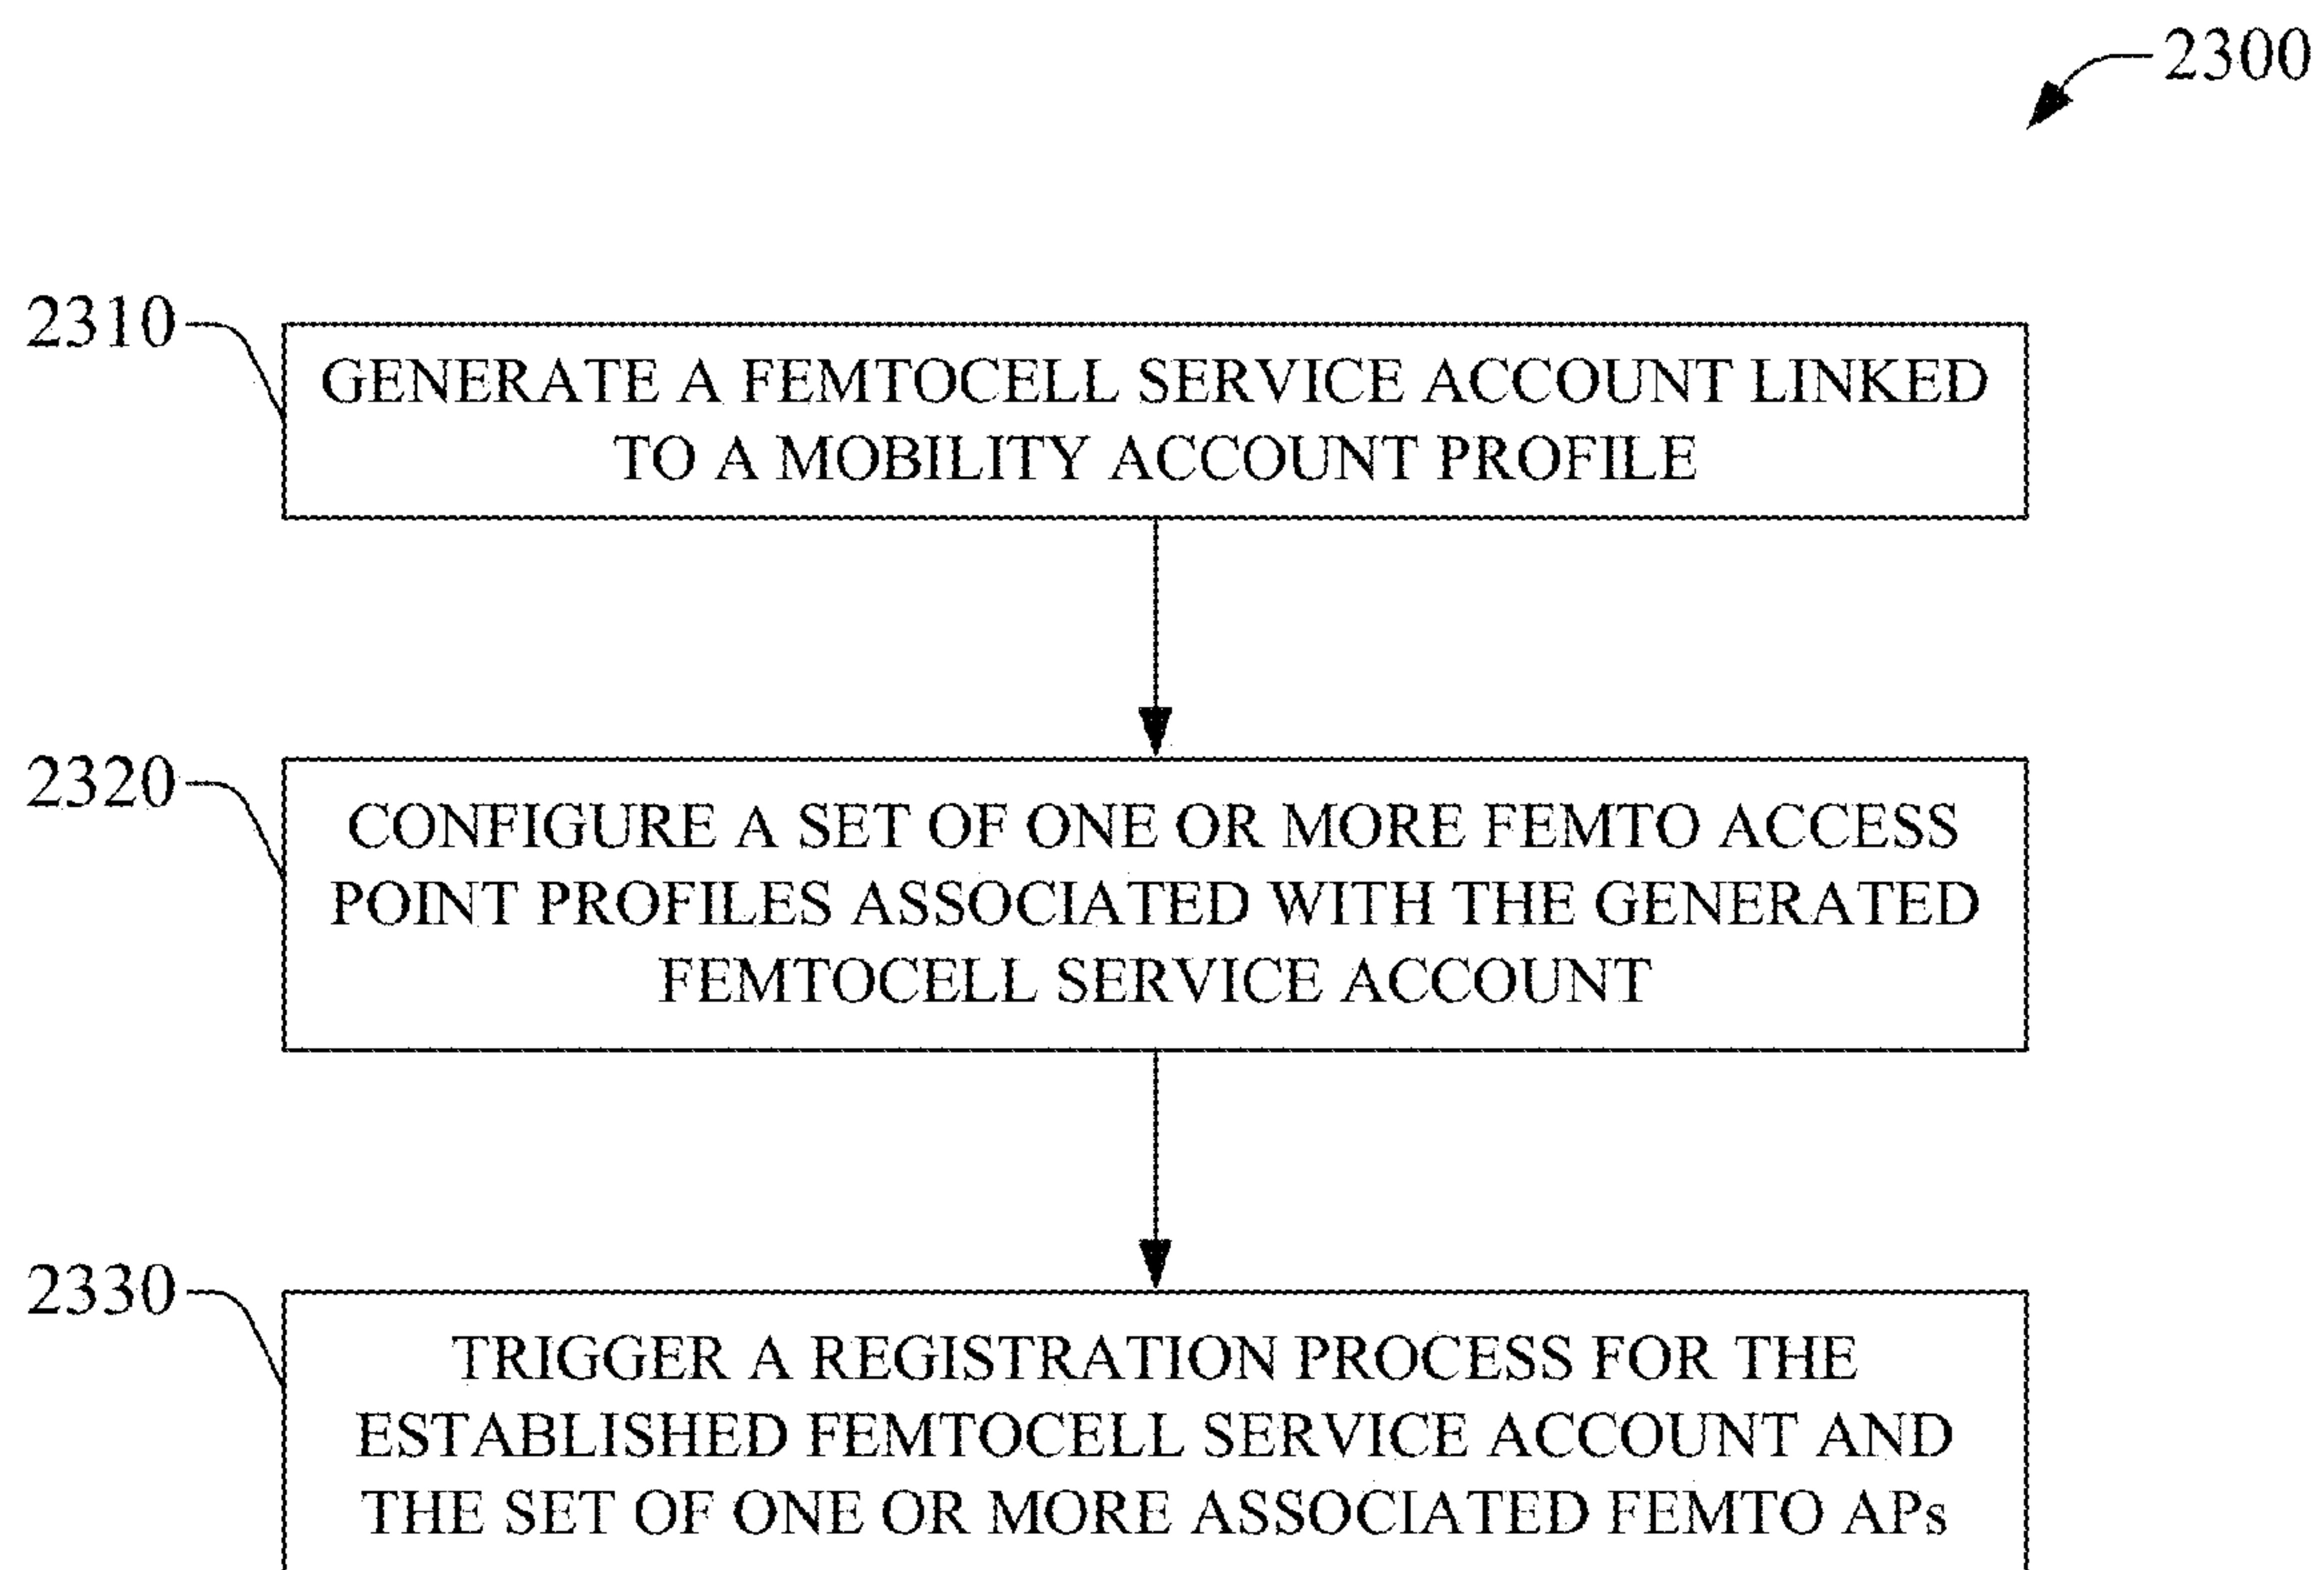 2300
2310
GENERATE A FEMTOCELL SERVICE ACCOUNT LINKED
TO A MOBILITY ACCOUNT PROFILE
2320
CONFIGURE A SET OF ONE OR MORE FEMTO ACCESS
POINT PROFILES ASSOCIATED WITH THE GENERATED
FEMTOCELL SERVICE ACCOUNT
2330
TRIGGER A REGISTRATION PROCESS FOR THE
ESTABLISHED FEMTOCELL SERVICE ACCOUNT AND
THE SET OF ONE OR MORE ASSOCIATED FEMTO APs